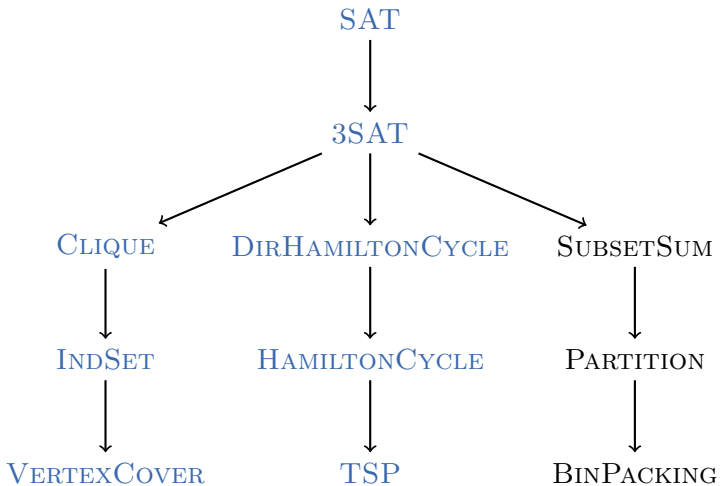 SAT
3SAT
CLIQUE DIRHAMILTONCYCLE SUBSETSUM
INDSET HAMILTONCYCLE PARTITION
VERTEXCOVER TSP BINPACKING